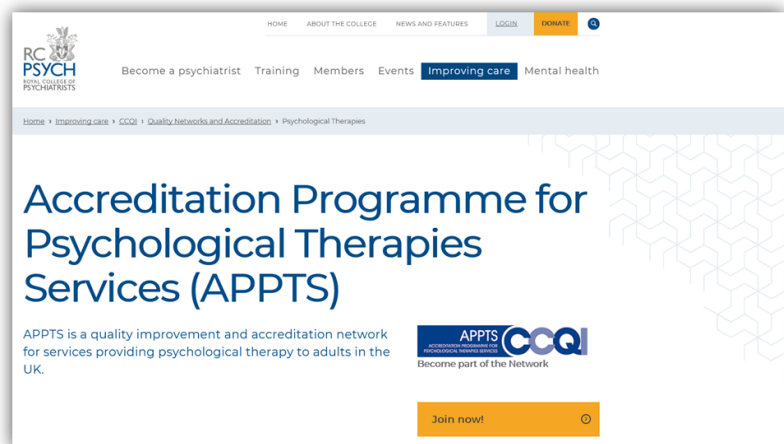 HOME ABOUT THE COLLEGE NEWS AND FEATURES LOGIN DONATE
RC
PSYCH
ROYAL COLLEGE OF
PSYCHIATRISTS
Become a psychiatrist Training Members Events Improving care Mental health
Home › Improving care › CCQI › Quality Networks and Accreditation › Psychological Therapies
Accreditation Programme for
Psychological Therapies
Services (APPTS)
APPTS is a quality improvement and accreditation network
for services providing psychological therapy to adults in the
UK.
APPTS CCQI
ACCREDITATION PROGRAMME FOR
PSYCHOLOGICAL THERAPIES SERVICES
Become part of the Network
Join now!